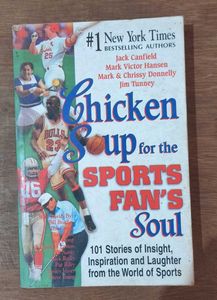 #1 New York Times
BESTSELLING AUTHORS
Jack Canfield
Mark Victor Hansen
Mark & Chrissy Donnelly
Jim Tunney
Chicken
Soup for the
SPORTS
FAN'S
Soul
101 Stories of Insight,
Inspiration and Laughter
from the World of Sports